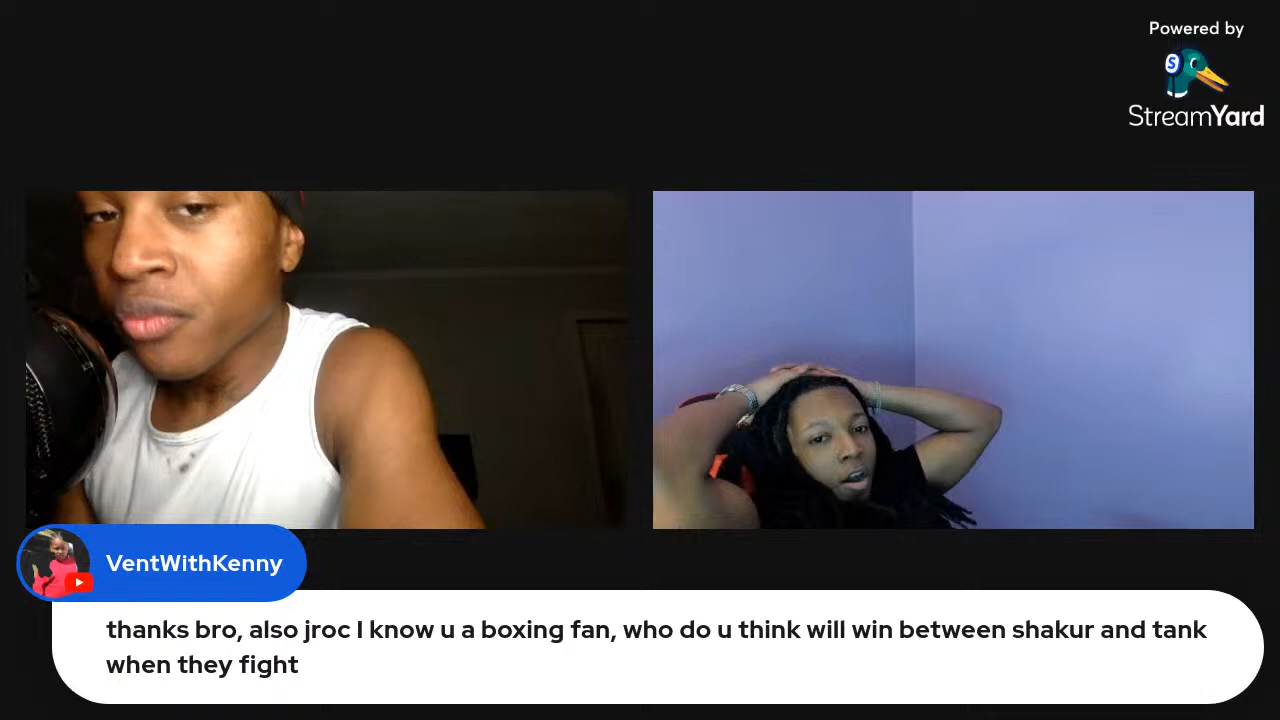 Powered by
S
StreamYard
VentWithKenny
thanks bro, also jroc I know u a boxing fan, who do u think will win between shakur and tank
when they fight